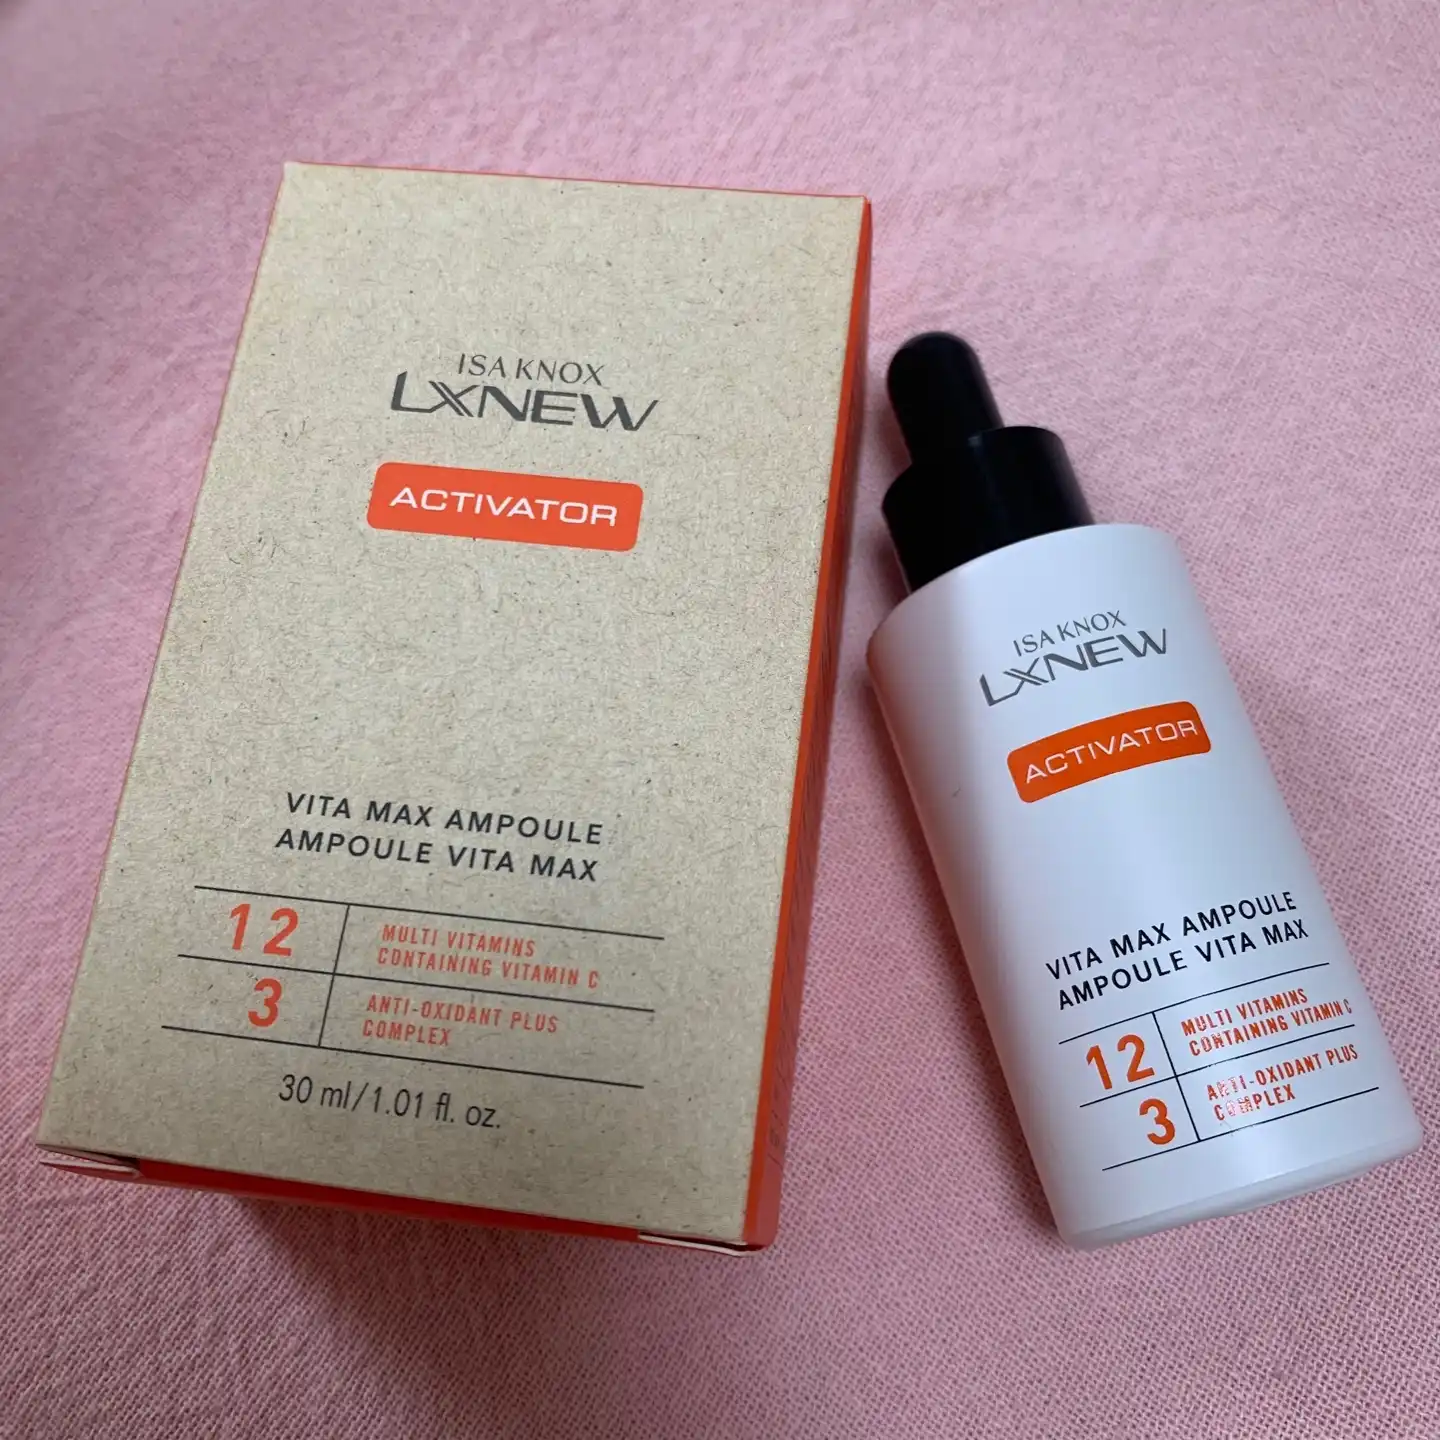 ISA KNOX
LXNEW
ACTIVATOR
VITA MAX AMPOULE
AMPOULE VITA MAX
12
MULTI VITAMINS
CONTAINING VITAMIN C
3
ANTI-OXIDANT PLUS
COMPLEX
30 ml/1.01 fl. oz.
ISA KNOX
LXNEW
ACTIVATOR
VITA MAX AMPOULE
AMPOULE VITA MAX
12
MULTI VITAMINS
CONTAINING VITAMIN C
3
ANTI-OXIDANT PLUS
COMPLEX